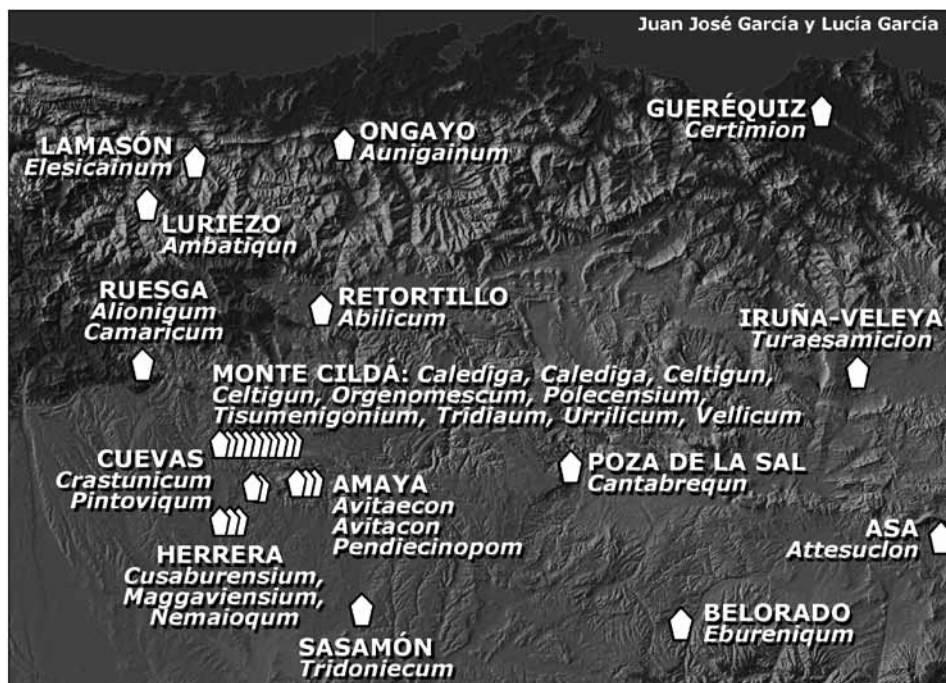 Juan José García y Lucía García
GUERÉQUIZ
Certimion
ONGAYO
Aunigainum
LAMASÓN
Elesicainum
LURIEZO
Ambatiqun
RUESGA
Alionigum
Camaricum
RETORTILLO
Abilicum
IRUÑA-VELEYA
Turaesamicion
MONTE CILDÁ: Calediga, Calediga, Celtigun,
Celtigun, Orgenomescum, Polecensium,
Tisumenigonium, Tridiaum, Urrilicum, Vellicum
CUEVAS
Crastunicum
Pintoviqum
AMAYA
Avitaecon
Avitacon
Pendiecinopom
POZA DE LA SAL
Cantabrequn
ASA
Attesuclon
HERRERA
Cusaburensium,
Maggaviensium,
Nemaioqum
SASAMÓN
Tridoniecum
BELORADO
Ebureniqum